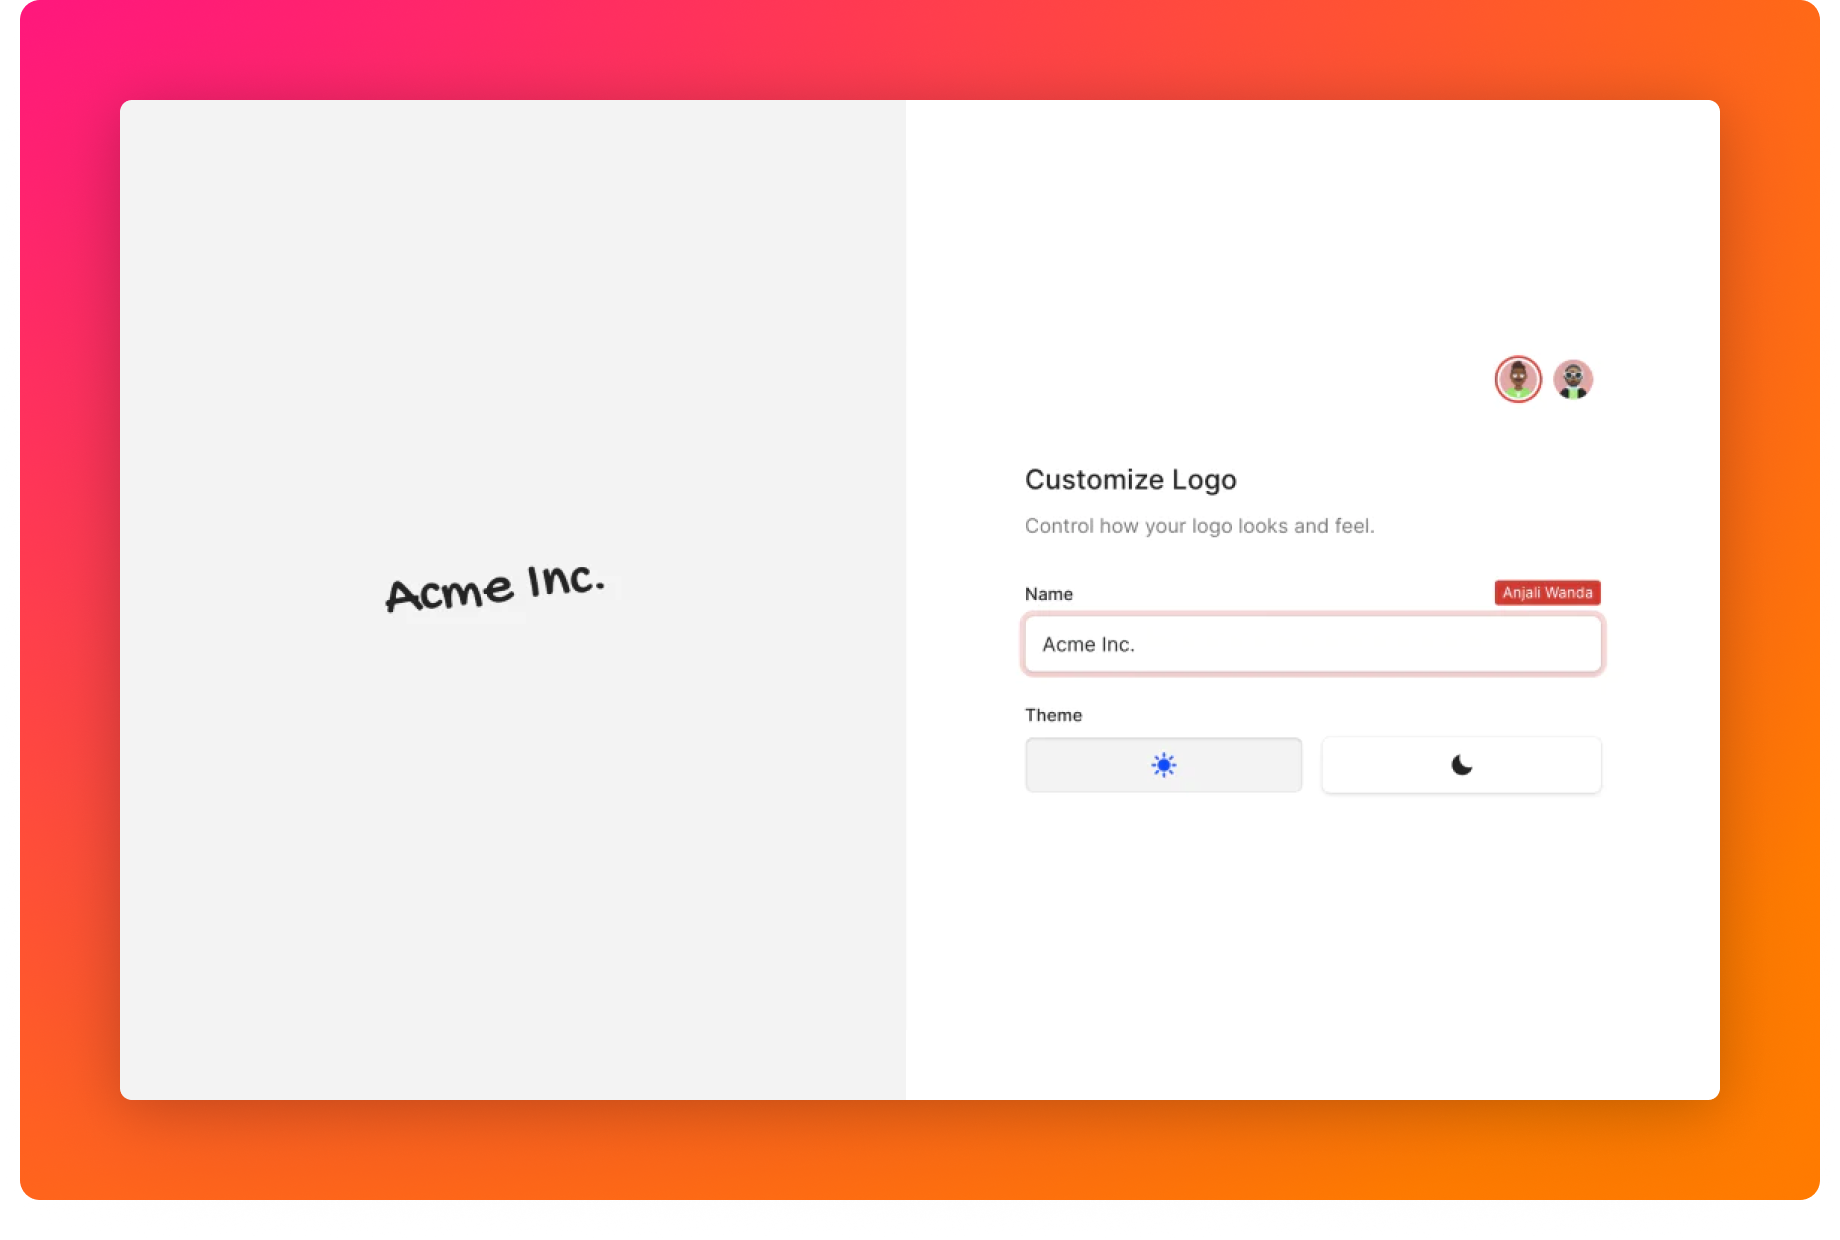 Acme Inc.
Customize Logo
Control how your logo looks and feel.
Name
Anjali Wanda
Acme Inc.
Theme